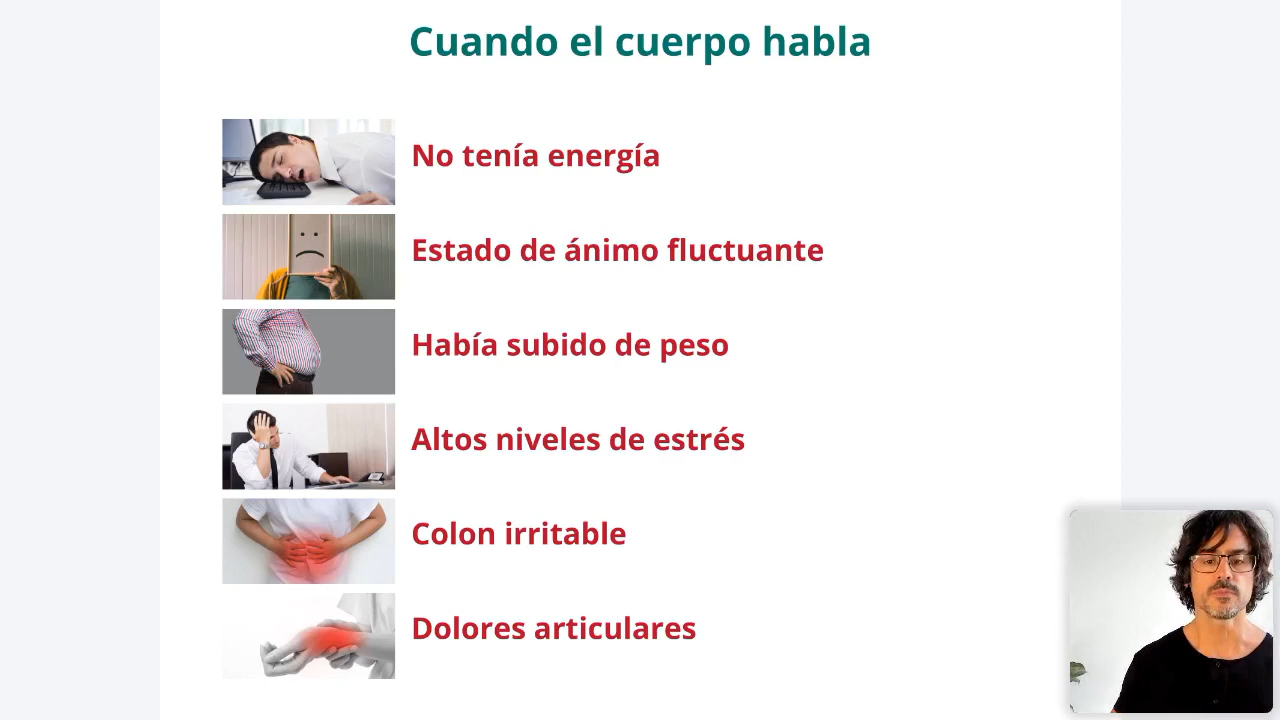 Cuando el cuerpo habla
No tenía energía
Estado de ánimo fluctuante
Había subido de peso
Altos niveles de estrés
Colon irritable
Dolores articulares